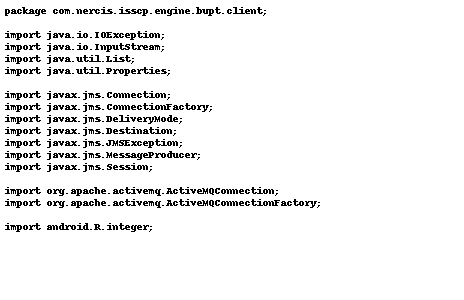 package com.nercis.isscp.engine.bupt.client;
import java.io.IOException;
import java.io.InputStream;
import java.util.List;
import java.util.Properties;
import javax.jms.Connection;
import javax.jms.ConnectionFactory;
import javax.jms.DeliveryMode;
import javax.jms.Destination;
import javax.jms.JMSException;
import javax.jms.MessageProducer;
import javax.jms.Session;
import org.apache.activemq.ActiveMQConnection;
import org.apache.activemq.ActiveMQConnectionFactory;
import android.R.integer;